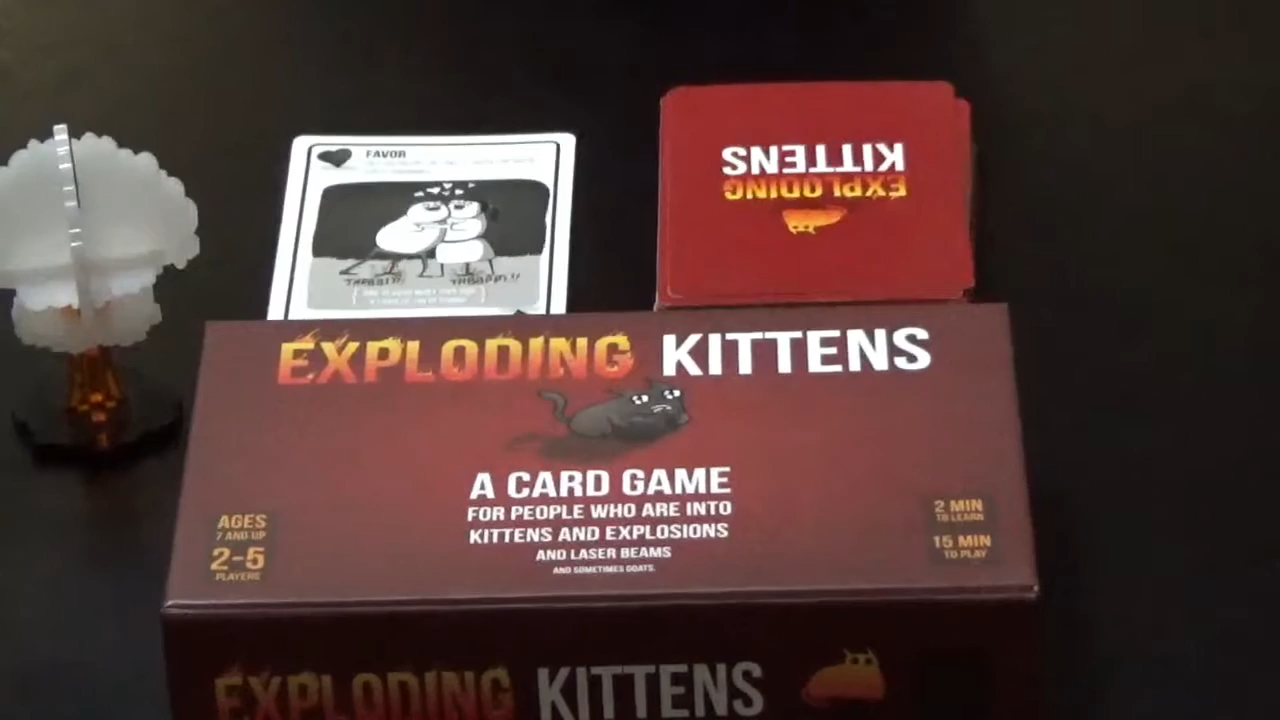 FAVOR
THBBBT!!
THBBPPT!!
EXPLODING
KITTENS
EXPLODING KITTENS
A CARD GAME
FOR PEOPLE WHO ARE INTO
KITTENS AND EXPLOSIONS
AND LASER BEAMS
AND SOMETIMES GOATS.
AGES
7 AND UP
2-5
PLAYERS
2 MIN
TO LEARN
15 MIN
TO PLAY
EXPLODING KITTENS